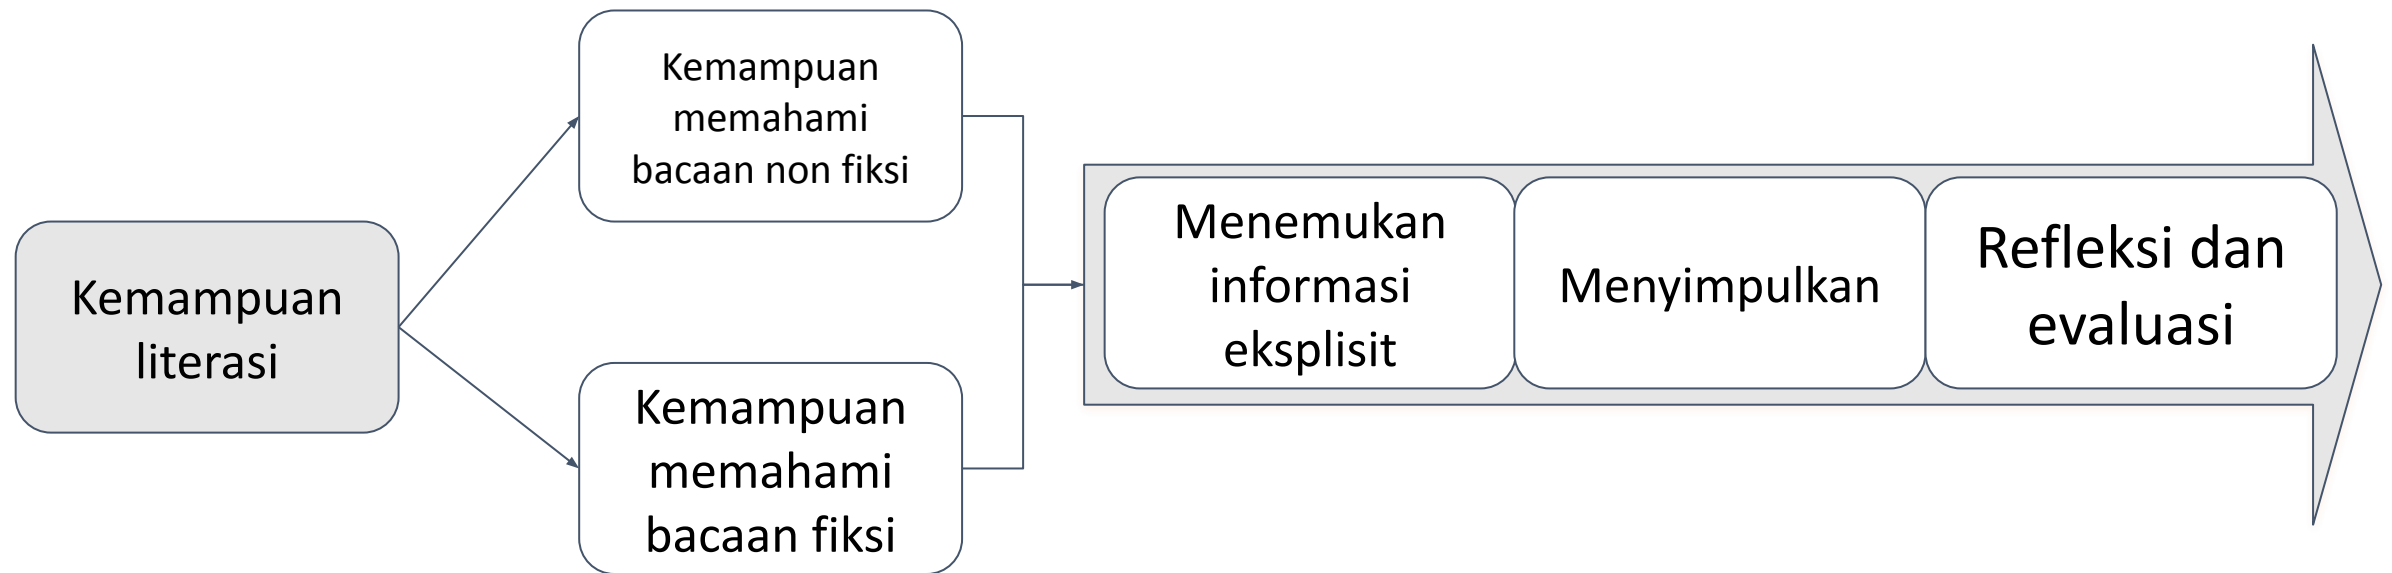 Kemampuan
literasi
Kemampuan
memahami
bacaan non fiksi
Kemampuan
memahami
bacaan fiksi
Menemukan
informasi
eksplisit
Menyimpulkan
Refleksi dan
evaluasi